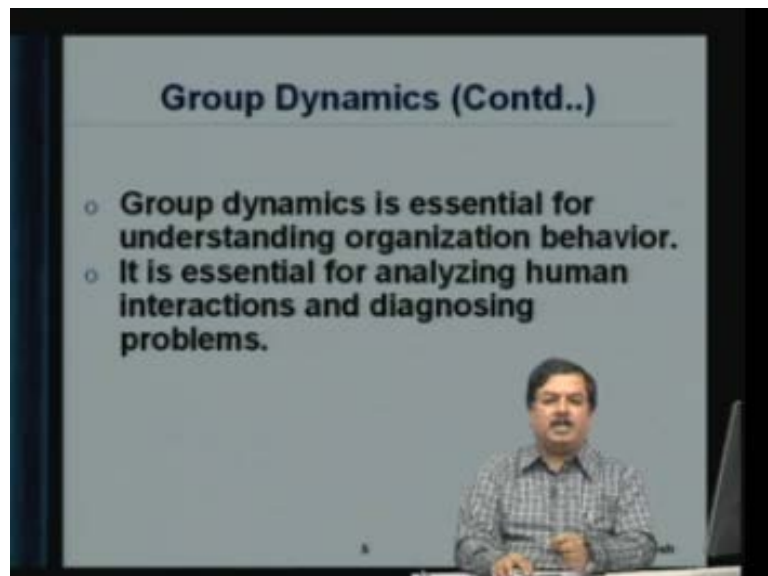 Group Dynamics (Contd..)
o Group dynamics is essential for
understanding organization behavior.
o It is essential for analyzing human
interactions and diagnosing
problems.